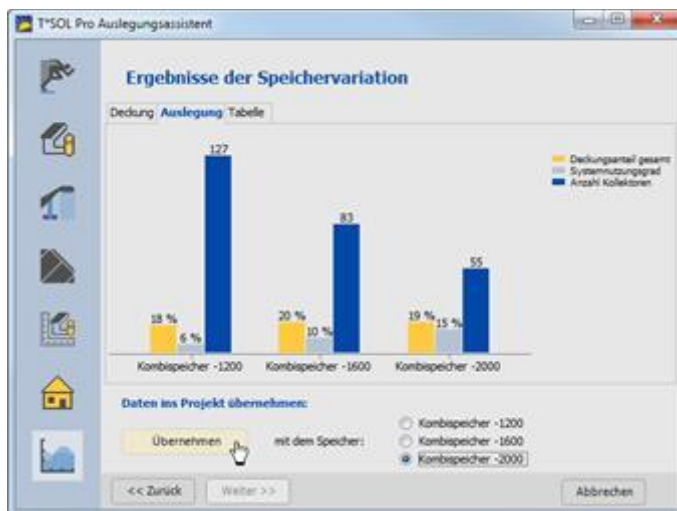 T*SOL Pro Auslegungsassistent
Ergebnisse der Speichervariation
Deckung Auslegung Tabelle
127
83
55
18 %
6 %
20 %
10 %
19 %
15 %
Deckungsanteil gesamt
Systemnutzungsgrad
Anzahl Kollektoren
Kombispeicher -1200 Kombispeicher -1600 Kombispeicher -2000
Daten ins Projekt übernehmen:
Übernehmen mit dem Speicher:
Kombispeicher -1200
Kombispeicher -1600
Kombispeicher -2000
<< Zurück Weiter >> Abbrechen